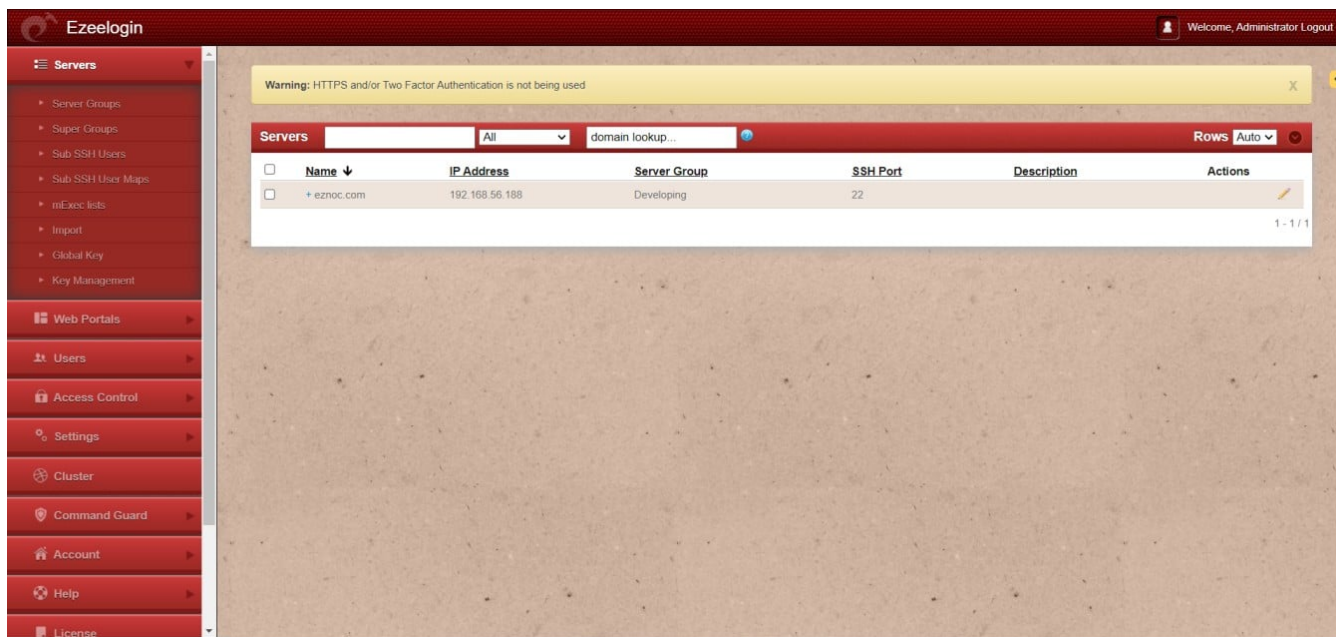 Ezeelogin
Welcome, Administrator Logout
Servers
Server Groups
Super Groups
Sub SSH Users
Sub SSH User Maps
mExec lists
Import
Global Key
Key Management
Web Portals
Users
Access Control
Settings
Cluster
Command Guard
Account
Help
License
Warning: HTTPS and/or Two Factor Authentication is not being used X
Servers All domain lookup... Rows Auto
Name ↓ IP Address Server Group SSH Port Description Actions
+ eznoc.com 192.168.56.188 Developing 22
1 - 1 / 1